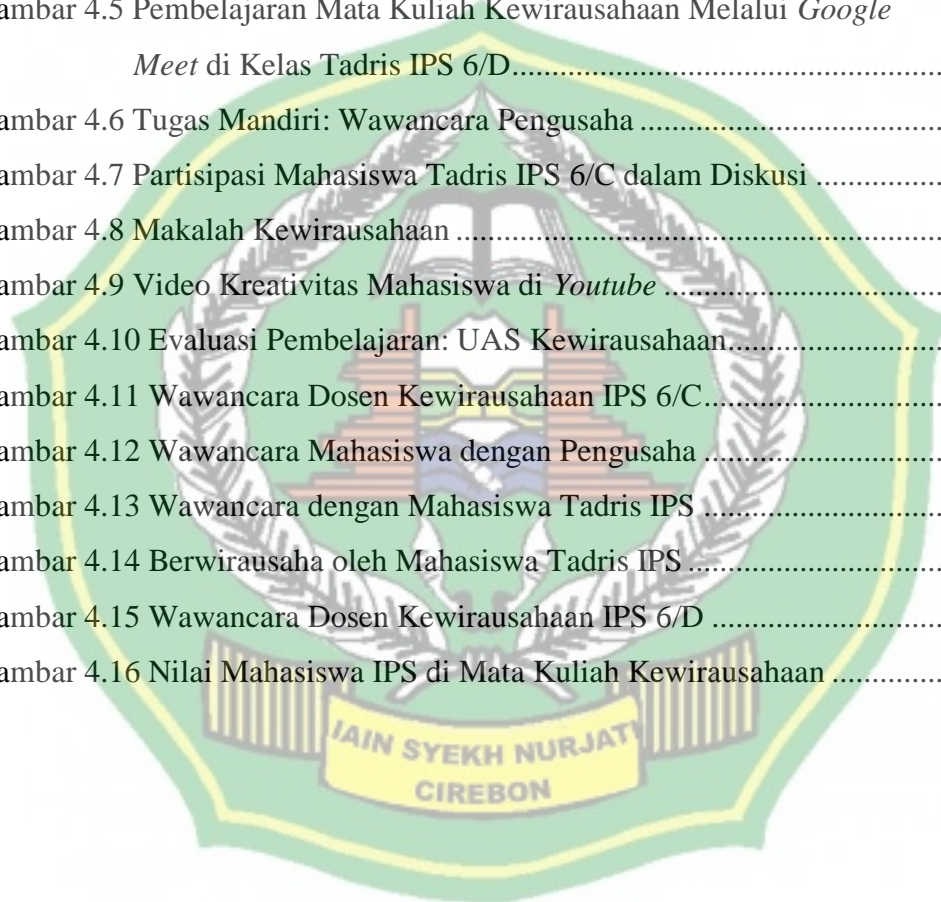 ambar 4.5 Pembelajaran Mata Kuliah Kewirausahaan Melalui Google
Meet di Kelas Tadris IPS 6/D..........................................................
ambar 4.6 Tugas Mandiri: Wawancara Pengusaha ..........................................
ambar 4.7 Partisipasi Mahasiswa Tadris IPS 6/C dalam Diskusi .................
ambar 4.8 Makalah Kewirausahaan ..................................................................
ambar 4.9 Video Kreativitas Mahasiswa di Youtube .......................................
ambar 4.10 Evaluasi Pembelajaran: UAS Kewirausahaan..............................
ambar 4.11 Wawancara Dosen Kewirausahaan IPS 6/C.................................
ambar 4.12 Wawancara Mahasiswa dengan Pengusaha .................................
ambar 4.13 Wawancara dengan Mahasiswa Tadris IPS .................................
ambar 4.14 Berwirausaha oleh Mahasiswa Tadris IPS ...................................
ambar 4.15 Wawancara Dosen Kewirausahaan IPS 6/D ................................
ambar 4.16 Nilai Mahasiswa IPS di Mata Kuliah Kewirausahaan ...............
IAIN SYEKH NURJATI
CIREBON